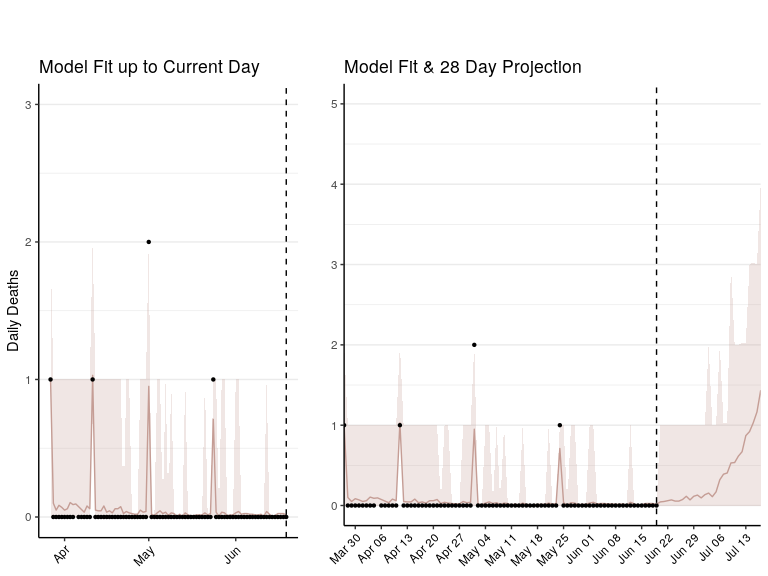 Model Fit up to Current Day
Model Fit & 28 Day Projection
Daily Deaths
3
2
1
0
Apr
May
Jun
5
4
3
2
1
0
Mar 30
Apr 06
Apr 13
Apr 20
Apr 27
May 04
May 11
May 18
May 25
Jun 01
Jun 08
Jun 15
Jun 22
Jun 29
Jul 06
Jul 13